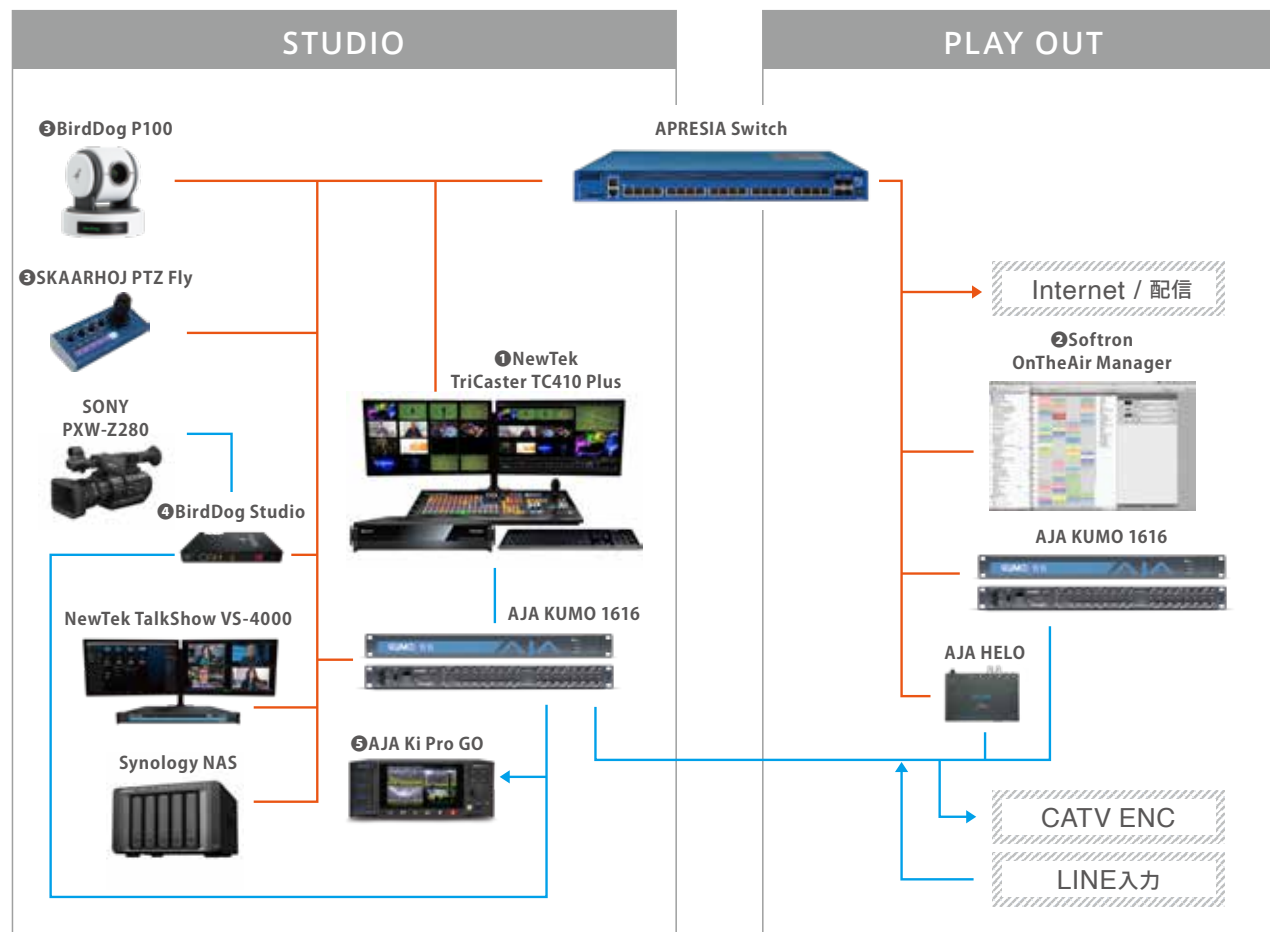 STUDIO
PLAY OUT
❸BirdDog P100
APRESIA Switch
❸SKAARHOJ PTZ Fly
Internet / 配信
❶NewTek
TriCaster TC410 Plus
❷Softron
OnTheAir Manager
SONY
PXW-Z280
❹BirdDog Studio
AJA KUMO 1616
KUMO
NewTek TalkShow VS-4000
AJA KUMO 1616
KUMO
AJA HELO
❺AJA Ki Pro GO
Synology NAS
CATV ENC
LINE入力